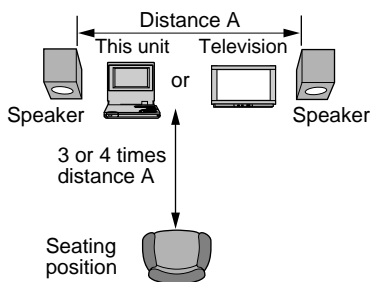 Distance A
This unit
Television
or
Speaker
Speaker
3 or 4 times
distance A
Seating
position